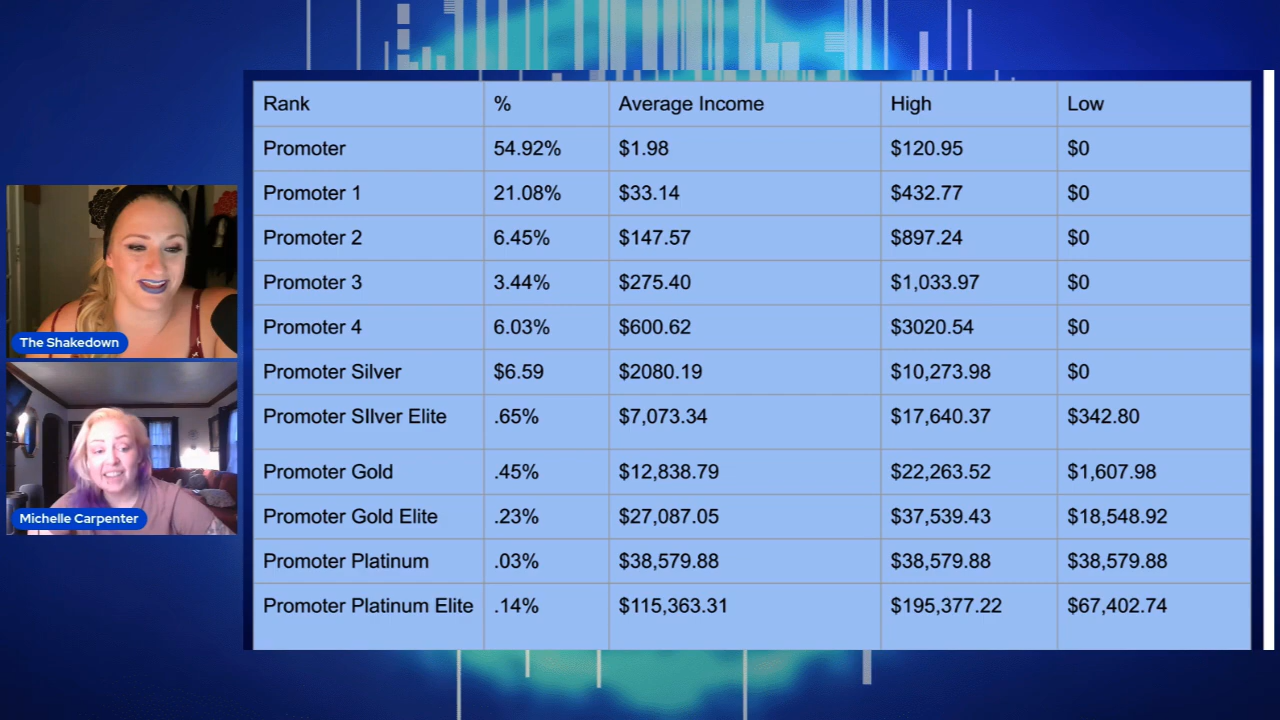 Rank % Average Income High Low
Promoter 54.92% $1.98 $120.95 $0
Promoter 1 21.08% $33.14 $432.77 $0
Promoter 2 6.45% $147.57 $897.24 $0
Promoter 3 3.44% $275.40 $1,033.97 $0
Promoter 4 6.03% $600.62 $3020.54 $0
Promoter Silver $6.59 $2080.19 $10,273.98 $0
Promoter SIlver Elite .65% $7,073.34 $17,640.37 $342.80
Promoter Gold .45% $12,838.79 $22,263.52 $1,607.98
Promoter Gold Elite .23% $27,087.05 $37,539.43 $18,548.92
Promoter Platinum .03% $38,579.88 $38,579.88 $38,579.88
Promoter Platinum Elite .14% $115,363.31 $195,377.22 $67,402.74
The Shakedown
Michelle Carpenter